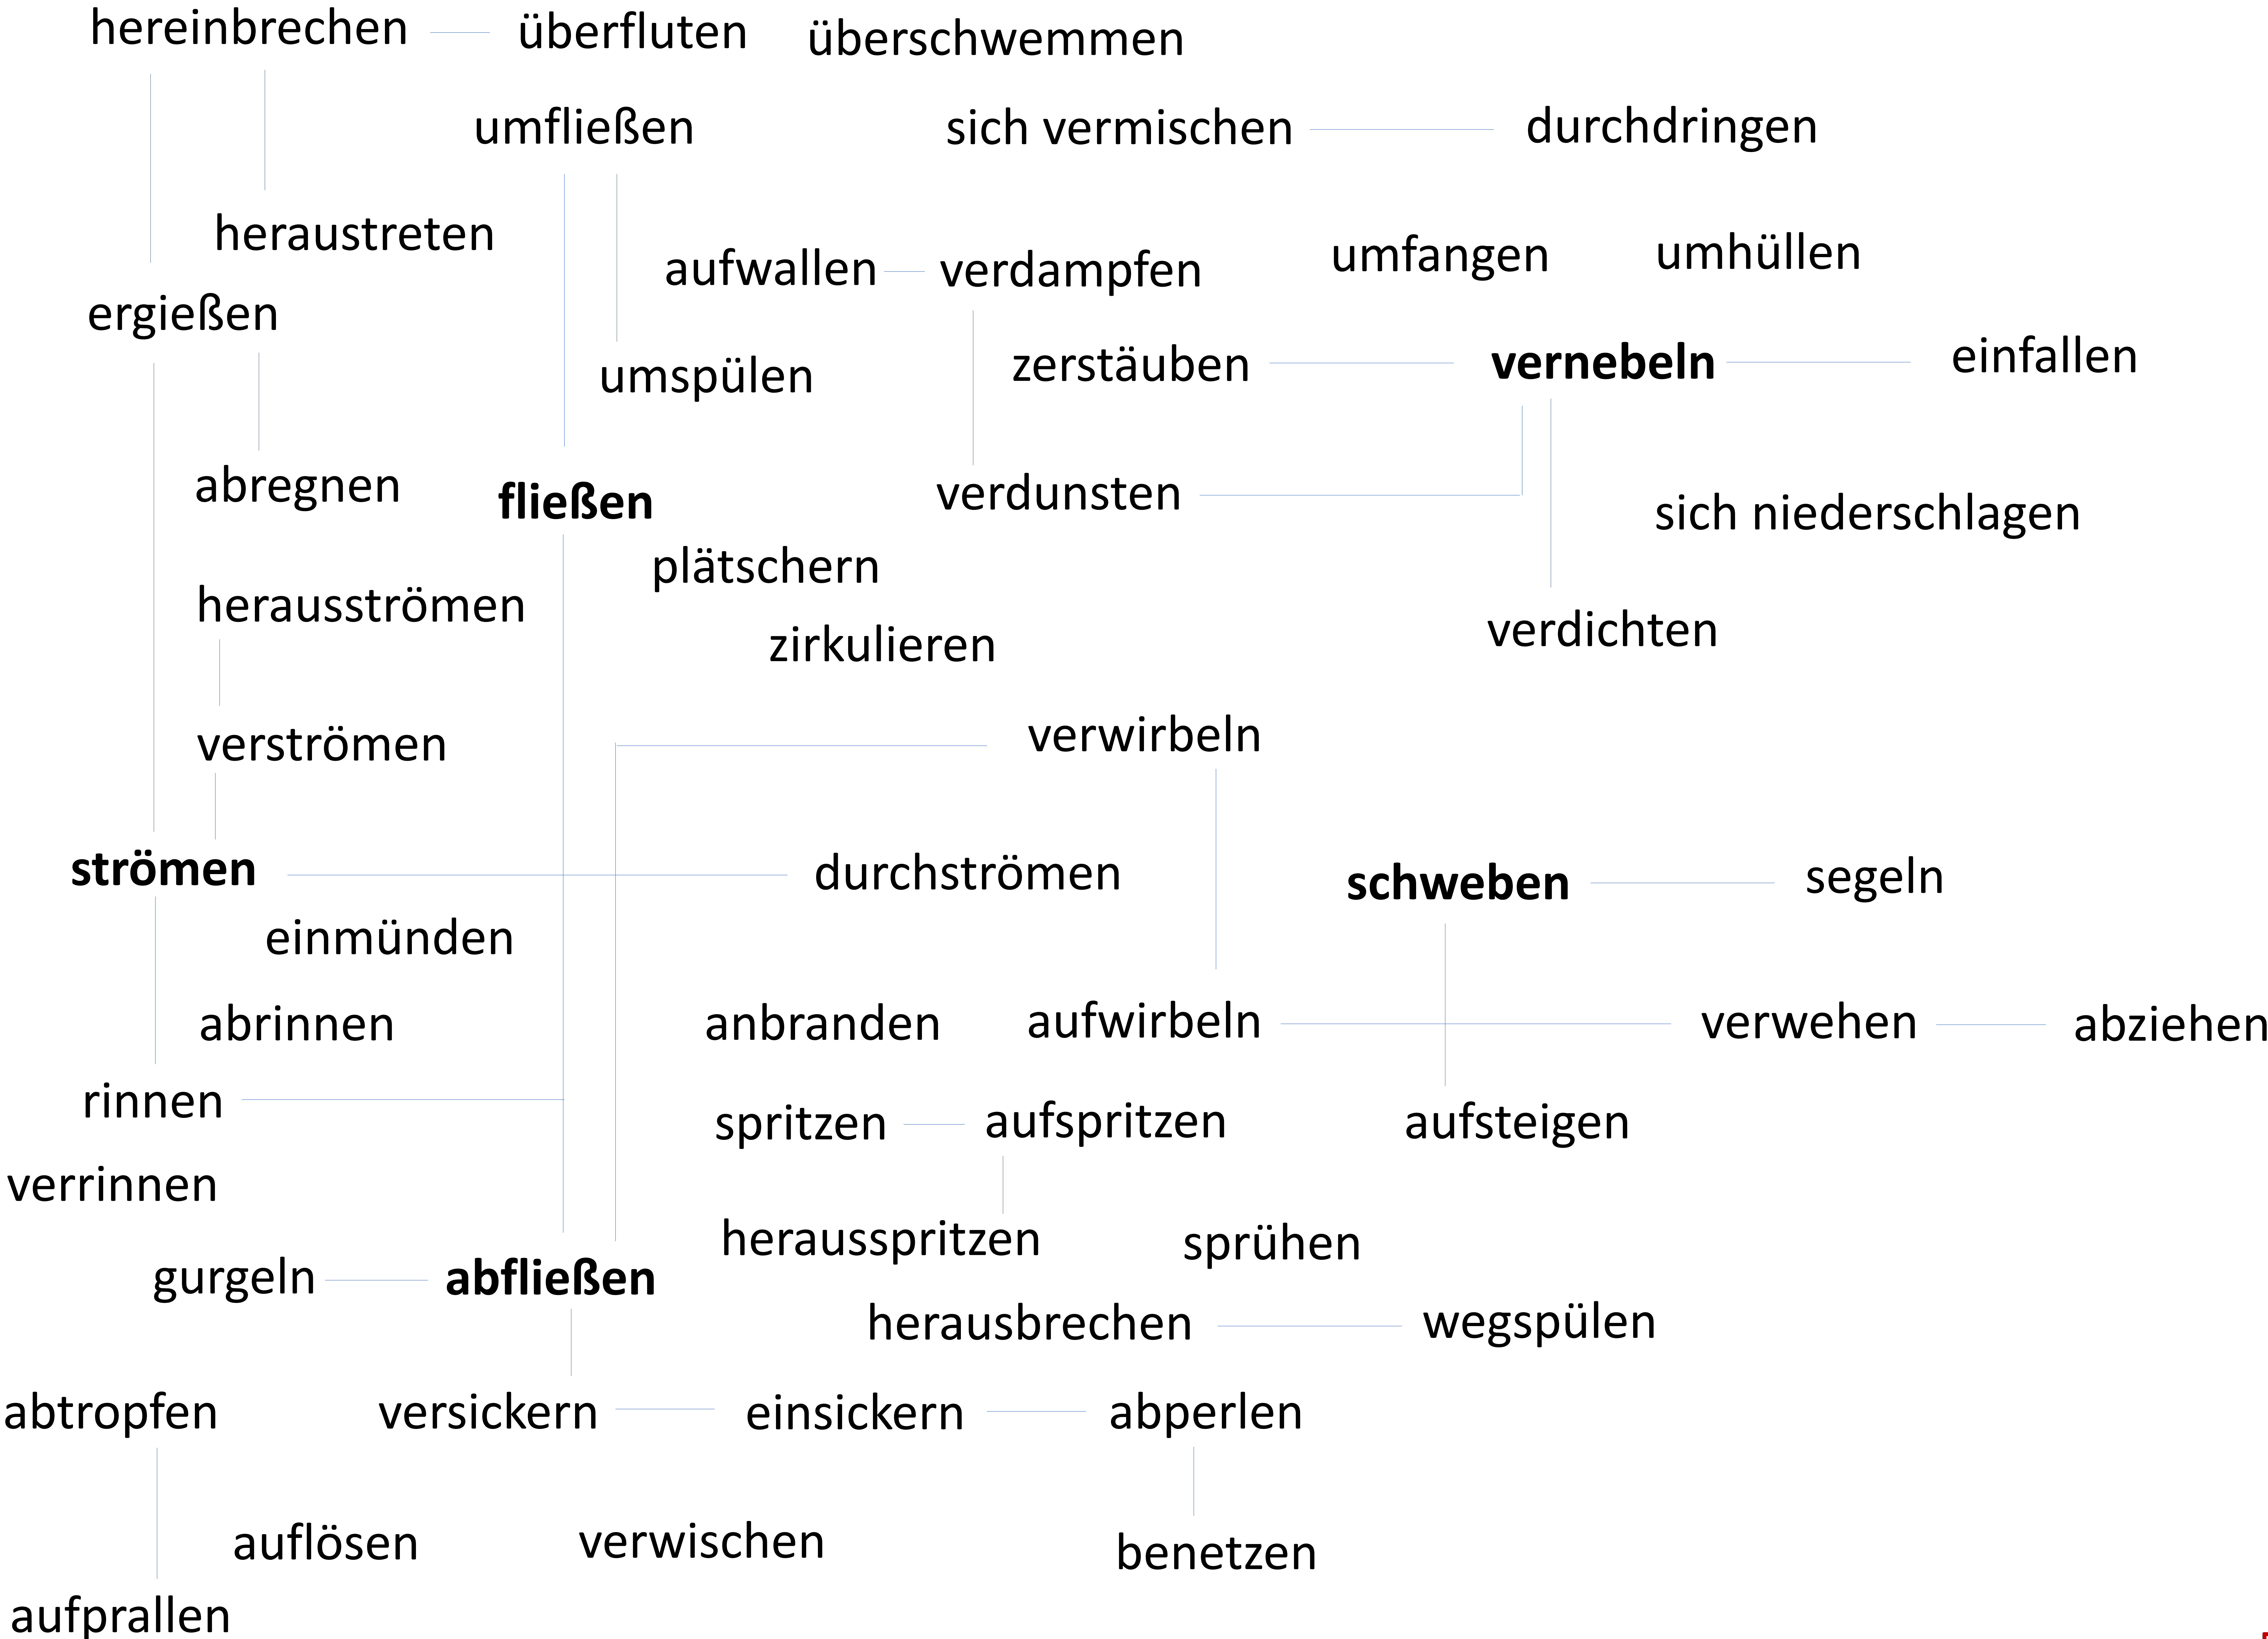 hereinbrechen
überfluten
überschwemmen
umfließen
sich vermischen
durchdringen
heraustreten
aufwallen
verdampfen
umfangen
umhüllen
ergießen
umspülen
zerstäuben
vernebeln
einfallen
abregnen
fließen
verdunsten
sich niederschlagen
plätschern
herausströmen
zirkulieren
verdichten
verströmen
verwirbeln
strömen
durchströmen
schweben
segeln
einmünden
abrinnen
anbranden
aufwirbeln
verwehen
abziehen
rinnen
spritzen
aufspritzen
aufsteigen
verrinnen
herausspritzen
sprühen
gurgeln
abfließen
herausbrechen
wegspülen
abtropfen
versickern
einsickern
abperlen
auflösen
verwischen
benetzen
aufprallen